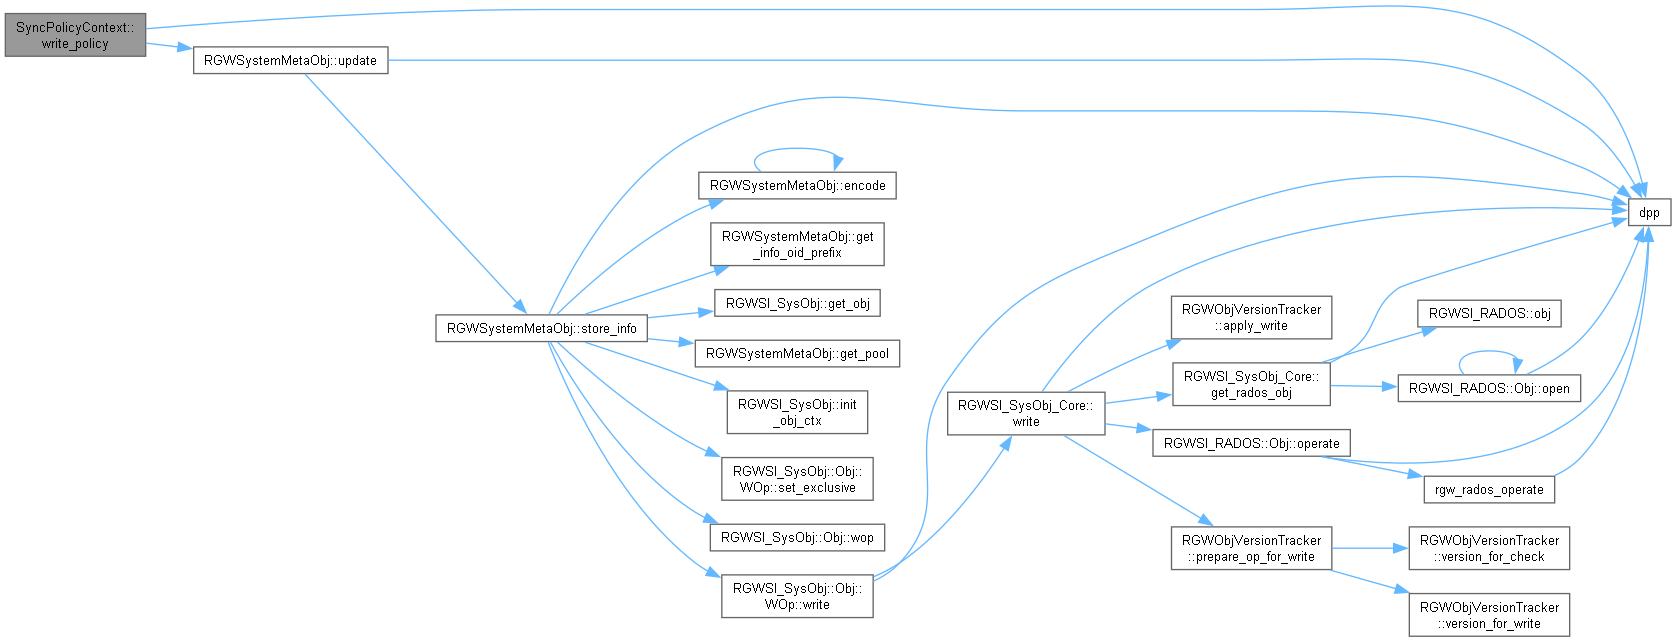 SyncPolicyContext::
write_policy
RGWSystemMetaObj::update
RGWSystemMetaObj::store_info
RGWSystemMetaObj::encode
RGWSystemMetaObj::get
_info_oid_prefix
RGWSI_SysObj::get_obj
RGWSystemMetaObj::get_pool
RGWSI_SysObj::init
_obj_ctx
RGWSI_SysObj::Obj::
WOp::set_exclusive
RGWSI_SysObj::Obj::wop
RGWSI_SysObj::Obj::
WOp::write
RGWSI_SysObj_Core::
write
RGWObjVersionTracker
::apply_write
RGWSI_SysObj_Core::
get_rados_obj
RGWSI_RADOS::Obj::operate
RGWObjVersionTracker
::prepare_op_for_write
RGWSI_RADOS::obj
RGWSI_RADOS::Obj::open
rgw_rados_operate
RGWObjVersionTracker
::version_for_check
RGWObjVersionTracker
::version_for_write
dpp